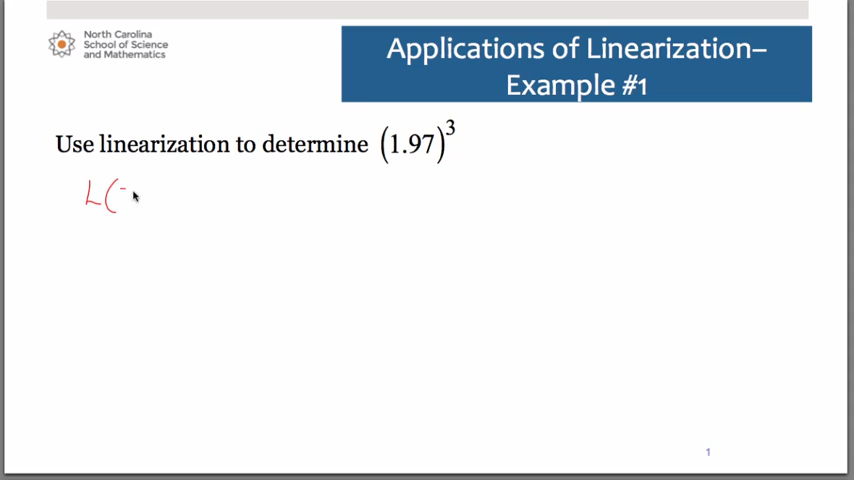 North Carolina
School of Science
and Mathematics
Applications of Linearization–
Example #1
Use linearization to determine (1.97)^3
L(
1